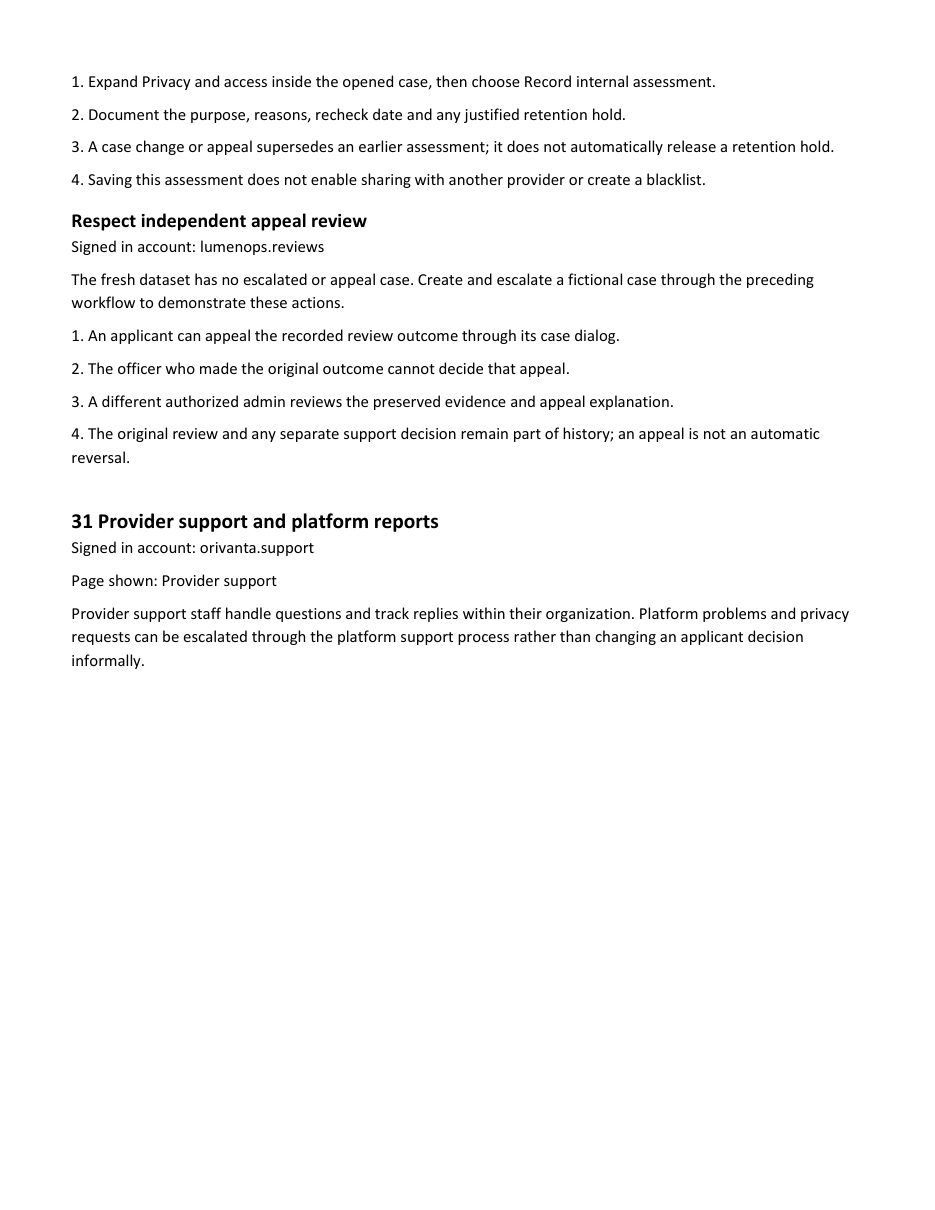 1. Expand Privacy and access inside the opened case, then choose Record internal assessment.
2. Document the purpose, reasons, recheck date and any justified retention hold.
3. A case change or appeal supersedes an earlier assessment; it does not automatically release a retention hold.
4. Saving this assessment does not enable sharing with another provider or create a blacklist.
Respect independent appeal review
Signed in account: lumenops.reviews
The fresh dataset has no escalated or appeal case. Create and escalate a fictional case through the preceding
workflow to demonstrate these actions.
1. An applicant can appeal the recorded review outcome through its case dialog.
2. The officer who made the original outcome cannot decide that appeal.
3. A different authorized admin reviews the preserved evidence and appeal explanation.
4. The original review and any separate support decision remain part of history; an appeal is not an automatic
reversal.
31 Provider support and platform reports
Signed in account: orivanta.support
Page shown: Provider support
Provider support staff handle questions and track replies within their organization. Platform problems and privacy
requests can be escalated through the platform support process rather than changing an applicant decision
informally.